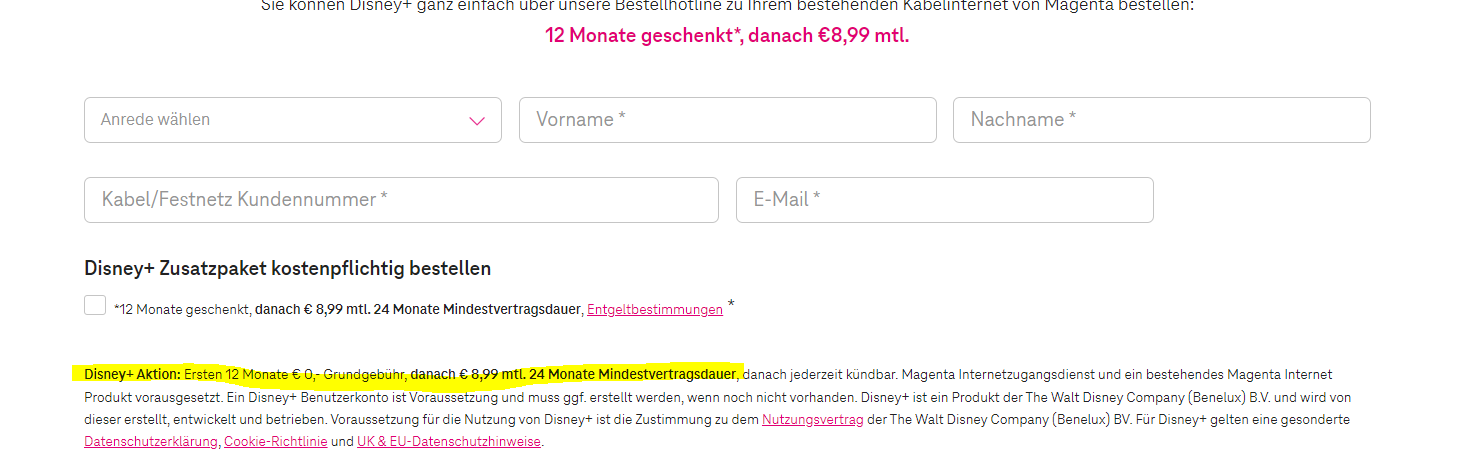 Sie können Disney+ ganz einfach über unsere Bestellhotline zu Ihrem bestehenden Kabelinternet von Magenta bestellen:
12 Monate geschenkt*, danach €8,99 mtl.
Anrede wählen
Vorname *
Nachname *
Kabel/Festnetz Kundennummer *
E-Mail *
Disney+ Zusatzpaket kostenpflichtig bestellen
*12 Monate geschenkt, danach € 8,99 mtl. 24 Monate Mindestvertragsdauer, Entgeltbestimmungen *
Disney+ Aktion: Ersten 12 Monate € 0,- Grundgebühr, danach € 8,99 mtl. 24 Monate Mindestvertragsdauer, danach jederzeit kündbar. Magenta Internetzugangsdienst und ein bestehendes Magenta Internet
Produkt vorausgesetzt. Ein Disney+ Benutzerkonto ist Voraussetzung und muss ggf. erstellt werden, wenn noch nicht vorhanden. Disney+ ist ein Produkt der The Walt Disney Company (Benelux) B.V. und wird von
dieser erstellt, entwickelt und betrieben. Voraussetzung für die Nutzung von Disney+ ist die Zustimmung zu dem Nutzungsvertrag der The Walt Disney Company (Benelux) BV. Für Disney+ gelten eine gesonderte
Datenschutzerklärung, Cookie-Richtlinie und UK & EU-Datenschutzhinweise.